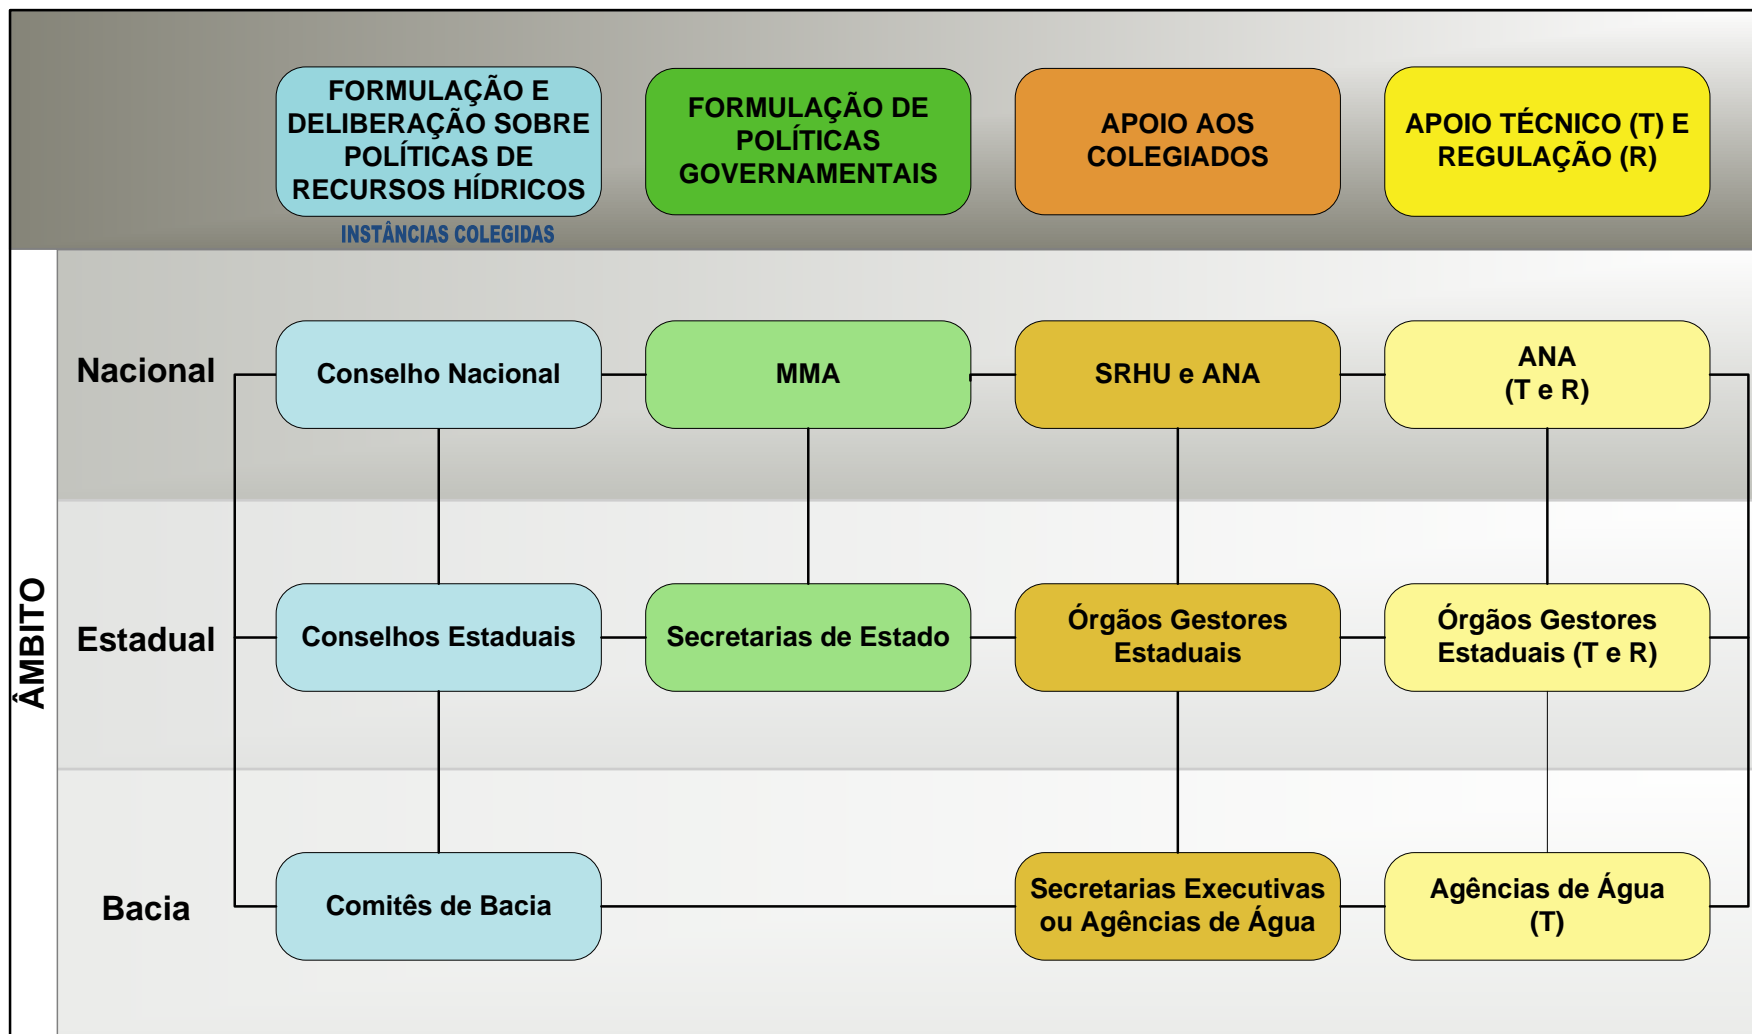 FORMULAÇÃO E
DELIBERAÇÃO SOBRE
POLÍTICAS DE
RECURSOS HÍDRICOS
INSTÂNCIAS COLEGIDAS
FORMULAÇÃO DE
POLÍTICAS
GOVERNAMENTAIS
APOIO AOS
COLEGIADOS
APOIO TÉCNICO (T) E
REGULAÇÃO (R)
ÂMBITO
Nacional
Conselho Nacional
MMA
SRHU e ANA
ANA
(T e R)
Estadual
Conselhos Estaduais
Secretarias de Estado
Órgãos Gestores
Estaduais
Órgãos Gestores
Estaduais (T e R)
Bacia
Comitês de Bacia
Secretarias Executivas
ou Agências de Água
Agências de Água
(T)